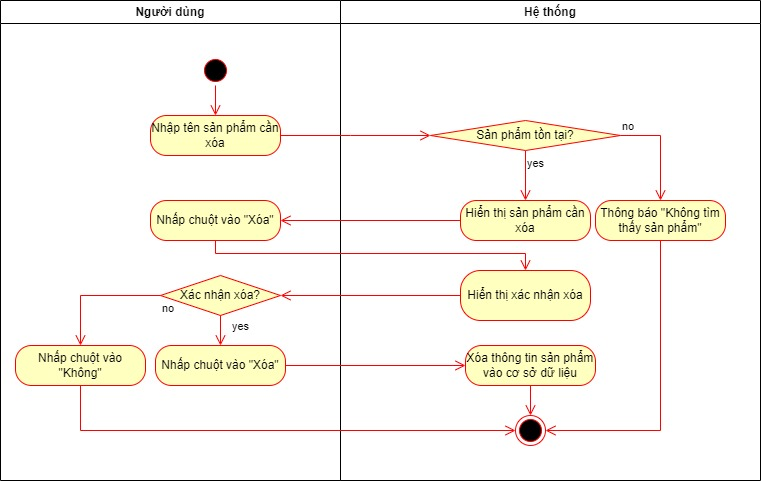 Người dùng
Hệ thống
Nhập tên sản phẩm cần
xóa
Sản phẩm tồn tại?
no
yes
Nhấp chuột vào "Xóa"
Hiển thị sản phẩm cần
xóa
Thông báo "Không tìm
thấy sản phẩm"
Xác nhận xóa?
Hiển thị xác nhận xóa
no
yes
Nhấp chuột vào
"Không"
Nhấp chuột vào "Xóa"
Xóa thông tin sản phẩm
vào cơ sở dữ liệu